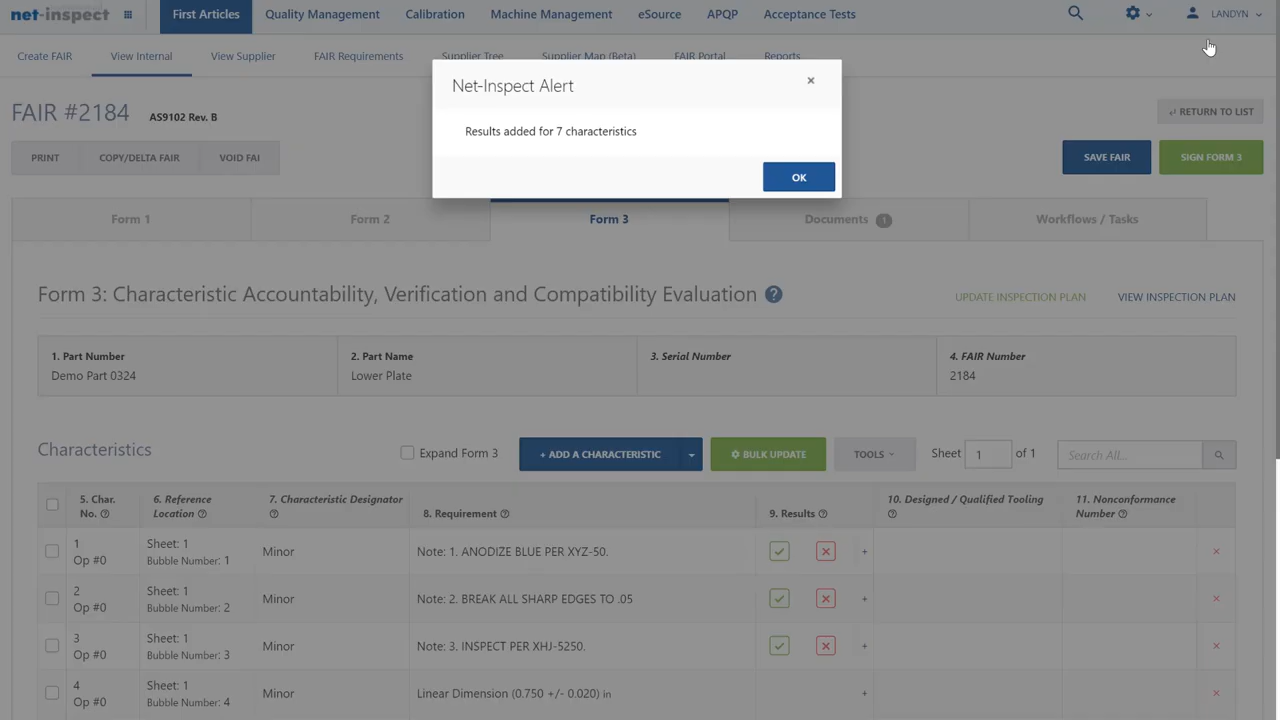 net-inspect
First Articles Quality Management Calibration Machine Management eSource APQP Acceptance Tests LANDYN
Create FAIR View Internal View Supplier FAIR Requirements Supplier Tree Supplier Map (Beta) FAIR Portal Reports
Net-Inspect Alert ×
Results added for 7 characteristics
OK
FAIR #2184 AS9102 Rev. B RETURN TO LIST
PRINT COPY/DELTA FAIR VOID FAI SAVE FAIR SIGN FORM 3
Form 1 Form 2 Form 3 Documents 1 Workflows / Tasks
Form 3: Characteristic Accountability, Verification and Compatibility Evaluation ? UPDATE INSPECTION PLAN VIEW INSPECTION PLAN
1. Part Number 2. Part Name 3. Serial Number 4. FAIR Number
Demo Part 0324 Lower Plate 2184
Characteristics Expand Form 3 + ADD A CHARACTERISTIC BULK UPDATE TOOLS Sheet 1 of 1 Search All...
5. Char. No. 6. Reference Location 7. Characteristic Designator 8. Requirement 9. Results 10. Designed / Qualified Tooling 11. Nonconformance Number
1 Sheet: 1 Minor Note: 1. ANODIZE BLUE PER XYZ-50. + ×
Op #0 Bubble Number: 1
2 Sheet: 1 Minor Note: 2. BREAK ALL SHARP EDGES TO .05 + ×
Op #0 Bubble Number: 2
3 Sheet: 1 Minor Note: 3. INSPECT PER XHJ-5250. + ×
Op #0 Bubble Number: 3
4 Sheet: 1 Minor Linear Dimension (0.750 +/- 0.020) in + ×
Op #0 Bubble Number: 4